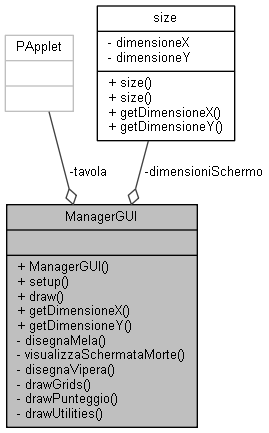 size
- dimensioneX
- dimensioneY
+ size()
+ size()
+ getDimensioneX()
+ getDimensioneY()
PApplet
-tavola
-dimensioniSchermo
ManagerGUI
+ ManagerGUI()
+ setup()
+ draw()
+ getDimensioneX()
+ getDimensioneY()
- disegnaMela()
- visualizzaSchermataMorte()
- disegnaVipera()
- drawGrids()
- drawPunteggio()
- drawUtilities()